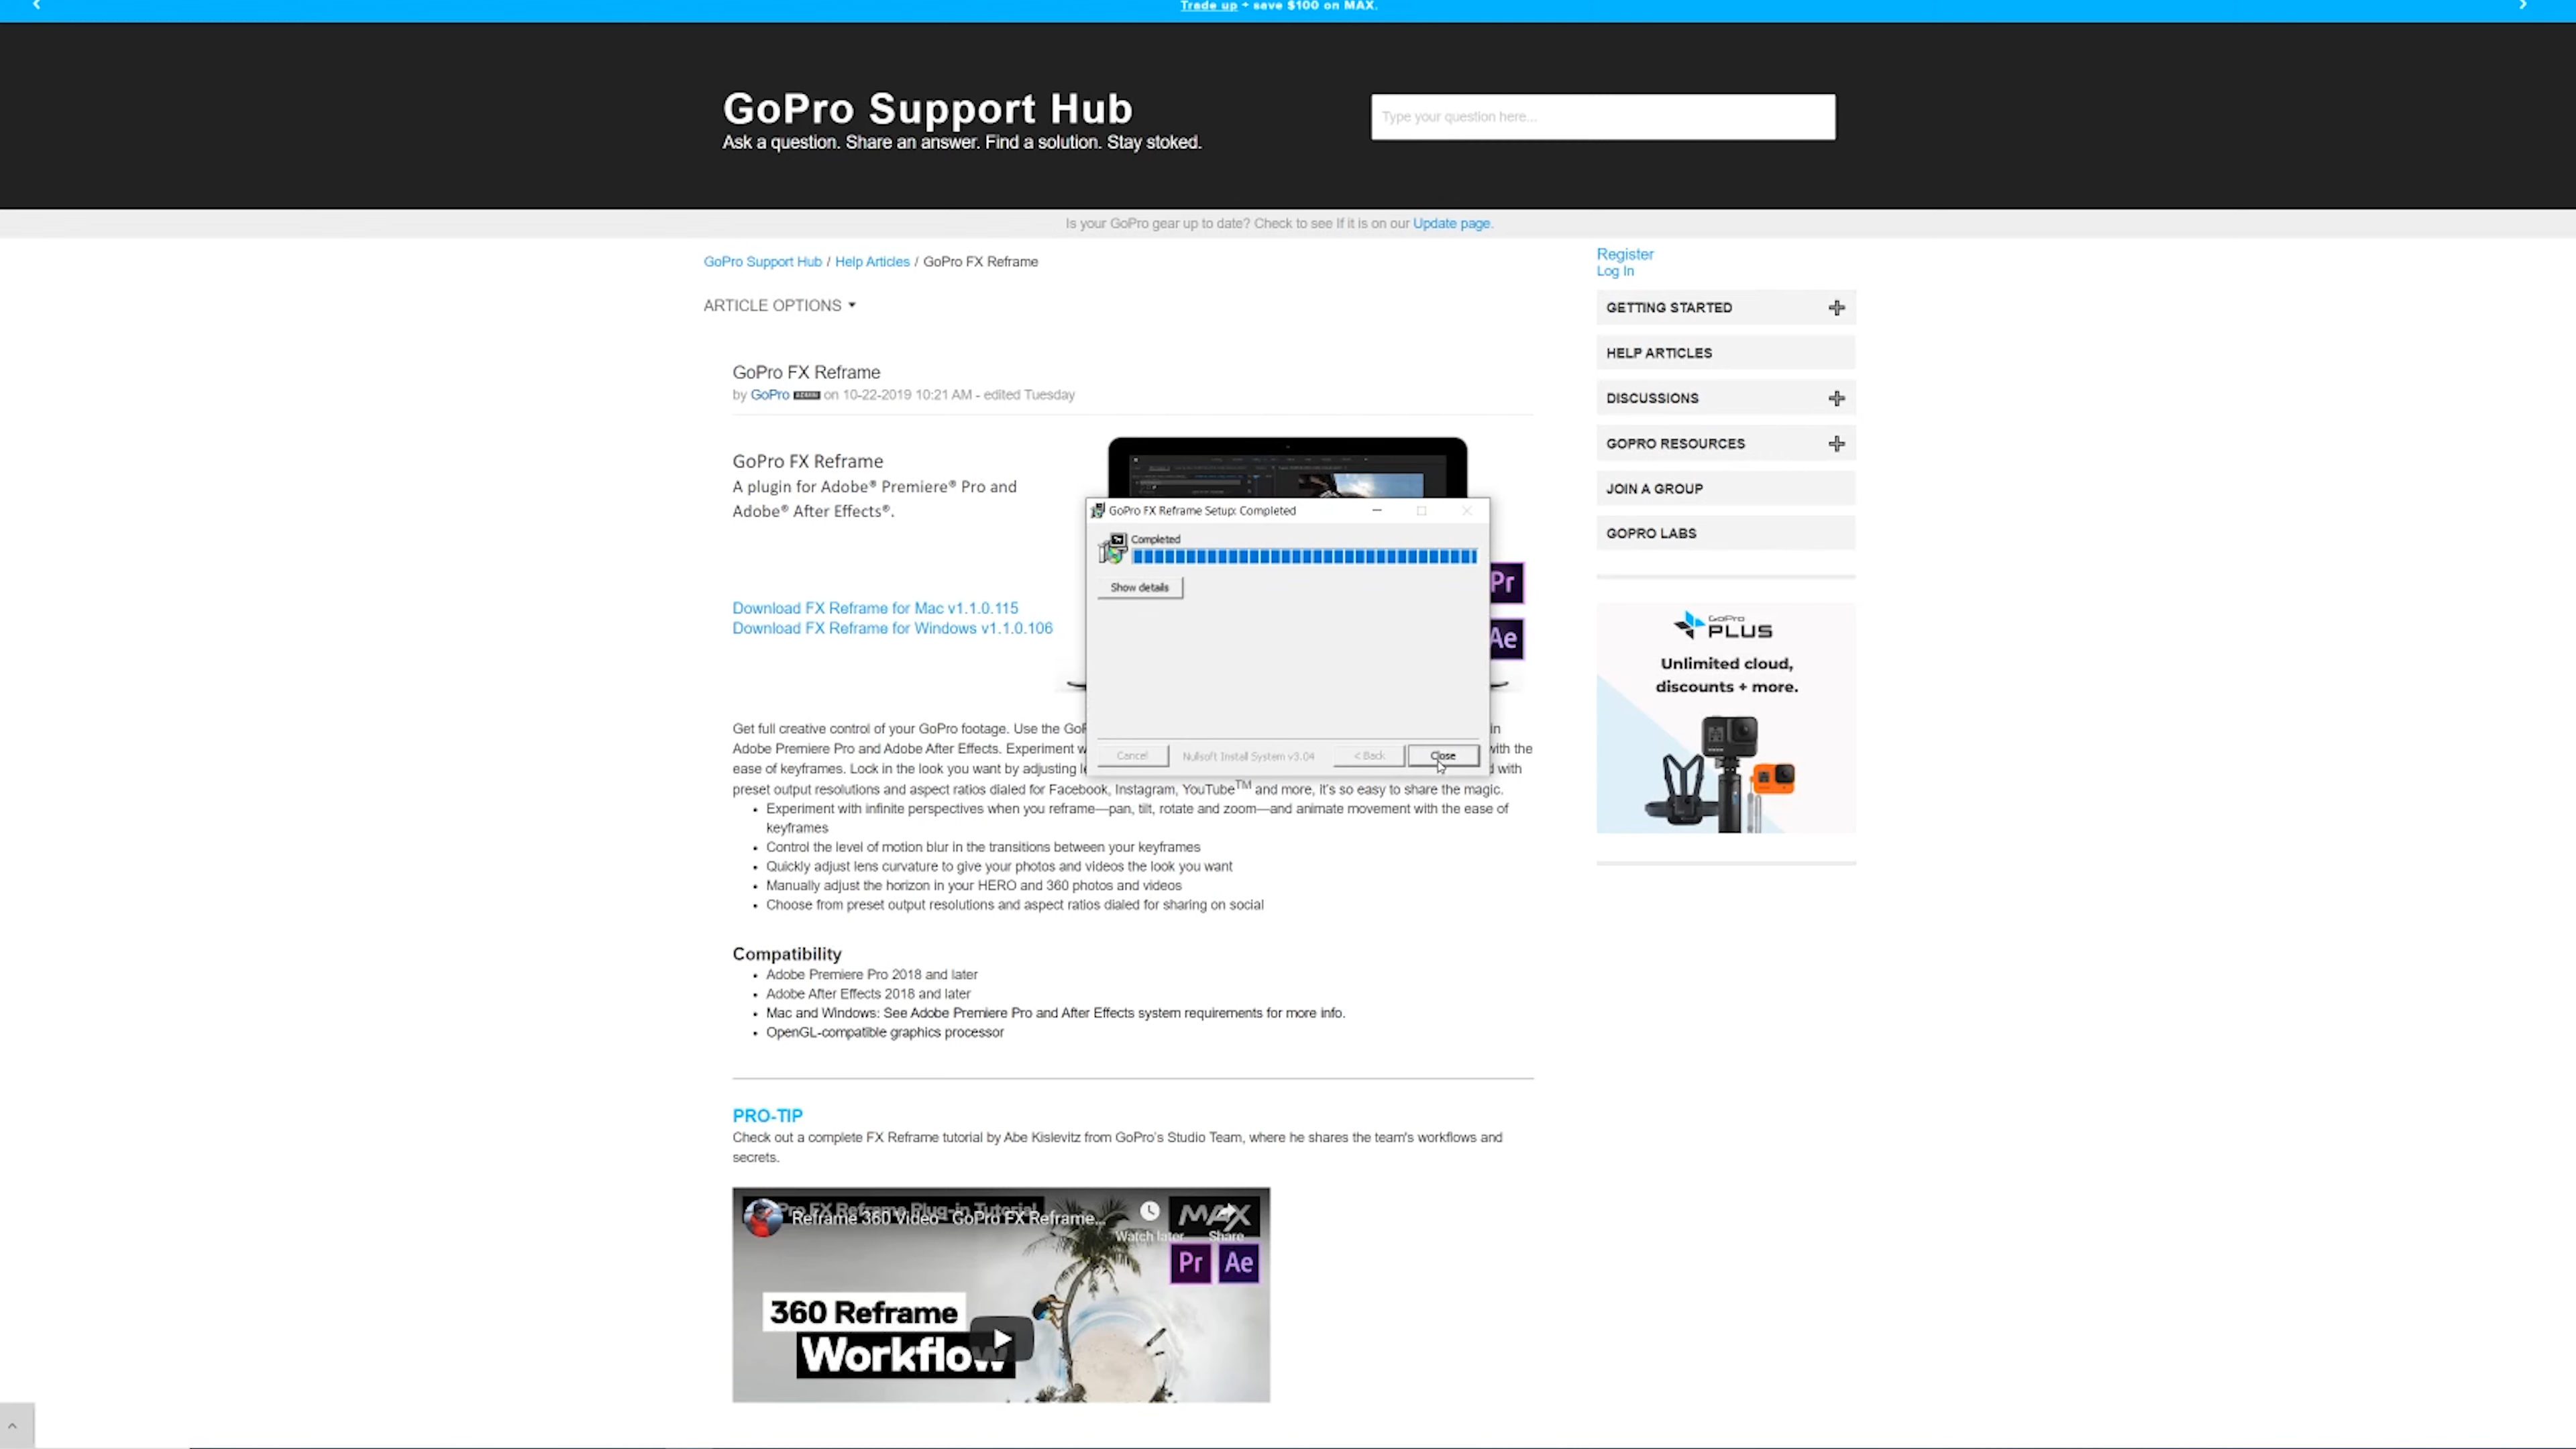 Trade up + save $100 on MAX.
GoPro Support Hub
Ask a question. Share an answer. Find a solution. Stay stoked.
Type your question here...
Is your GoPro gear up to date? Check to see If it is on our Update page.
GoPro Support Hub / Help Articles / GoPro FX Reframe
ARTICLE OPTIONS
GoPro FX Reframe
by GoPro ADMIN on 10-22-2019 10:21 AM - edited Tuesday
GoPro FX Reframe
A plugin for Adobe® Premiere® Pro and
Adobe® After Effects®.
Download FX Reframe for Mac v1.1.0.115
Download FX Reframe for Windows v1.1.0.106
Pr
Ae
GoPro FX Reframe Setup: Completed
Completed
Show details
Cancel
Nullsoft Install System v3.04
< Back
Close
Get full creative control of your GoPro footage. Use the in
Adobe Premiere Pro and Adobe After Effects. Experiment with the
ease of keyframes. Lock in the look you want by adjusting with
preset output resolutions and aspect ratios dialed for Facebook, Instagram, YouTubeTM and more, it's so easy to share the magic.
• Experiment with infinite perspectives when you reframe—pan, tilt, rotate and zoom—and animate movement with the ease of
keyframes
• Control the level of motion blur in the transitions between your keyframes
• Quickly adjust lens curvature to give your photos and videos the look you want
• Manually adjust the horizon in your HERO and 360 photos and videos
• Choose from preset output resolutions and aspect ratios dialed for sharing on social
Compatibility
• Adobe Premiere Pro 2018 and later
• Adobe After Effects 2018 and later
• Mac and Windows: See Adobe Premiere Pro and After Effects system requirements for more info.
• OpenGL-compatible graphics processor
PRO-TIP
Check out a complete FX Reframe tutorial by Abe Kislevitz from GoPro's Studio Team, where he shares the team's workflows and
secrets.
Pro FX Reframe Plug-in Tutorial
Reframe 360 Video - GoPro FX Reframe...
Watch later
Share
MAX
Pr Ae
360 Reframe
Workflow
Register
Log In
GETTING STARTED
HELP ARTICLES
DISCUSSIONS
GOPRO RESOURCES
JOIN A GROUP
GOPRO LABS
GoPro
PLUS
Unlimited cloud,
discounts + more.